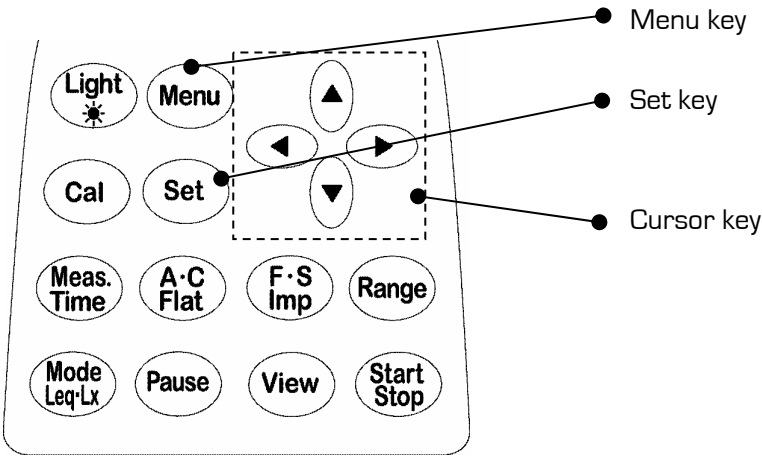 Menu key
Light
Menu
Set key
Cal
Set
Cursor key
Meas.
Time
A·C
Flat
F·S
Imp
Range
Mode
Leq·Lx
Pause
View
Start
Stop